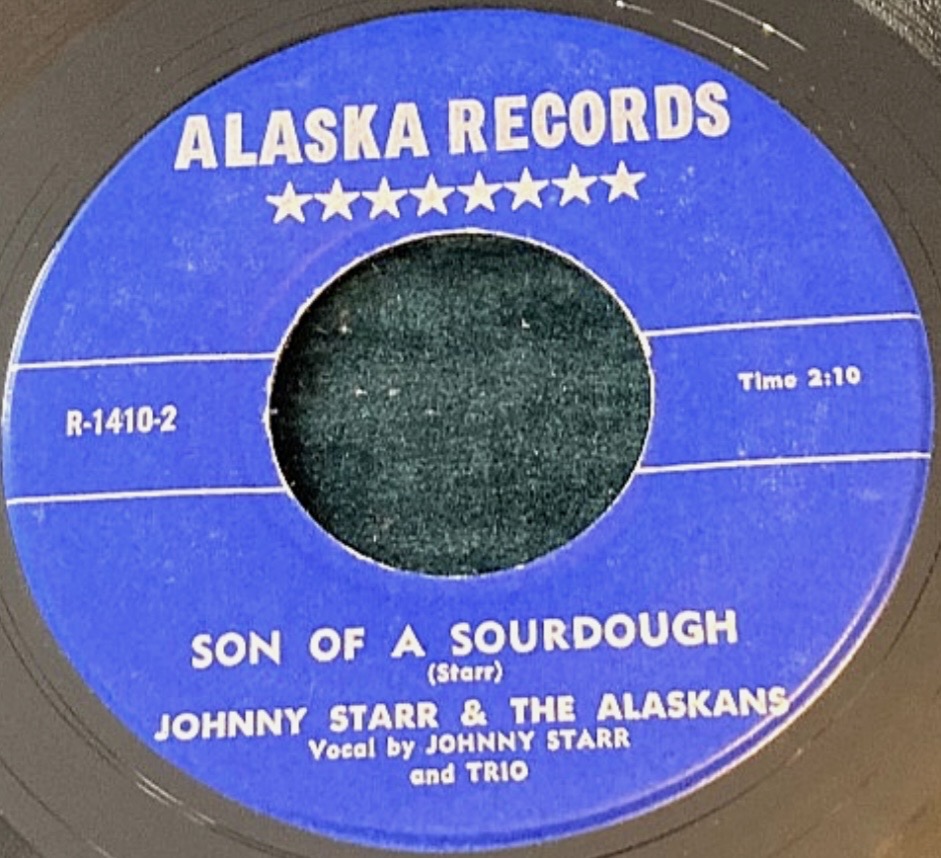 ALASKA RECORDS
R-1410-2
Time 2:10
SON OF A SOURDOUGH
(Starr)
JOHNNY STARR & THE ALASKANS
Vocal by JOHNNY STARR
and TRIO